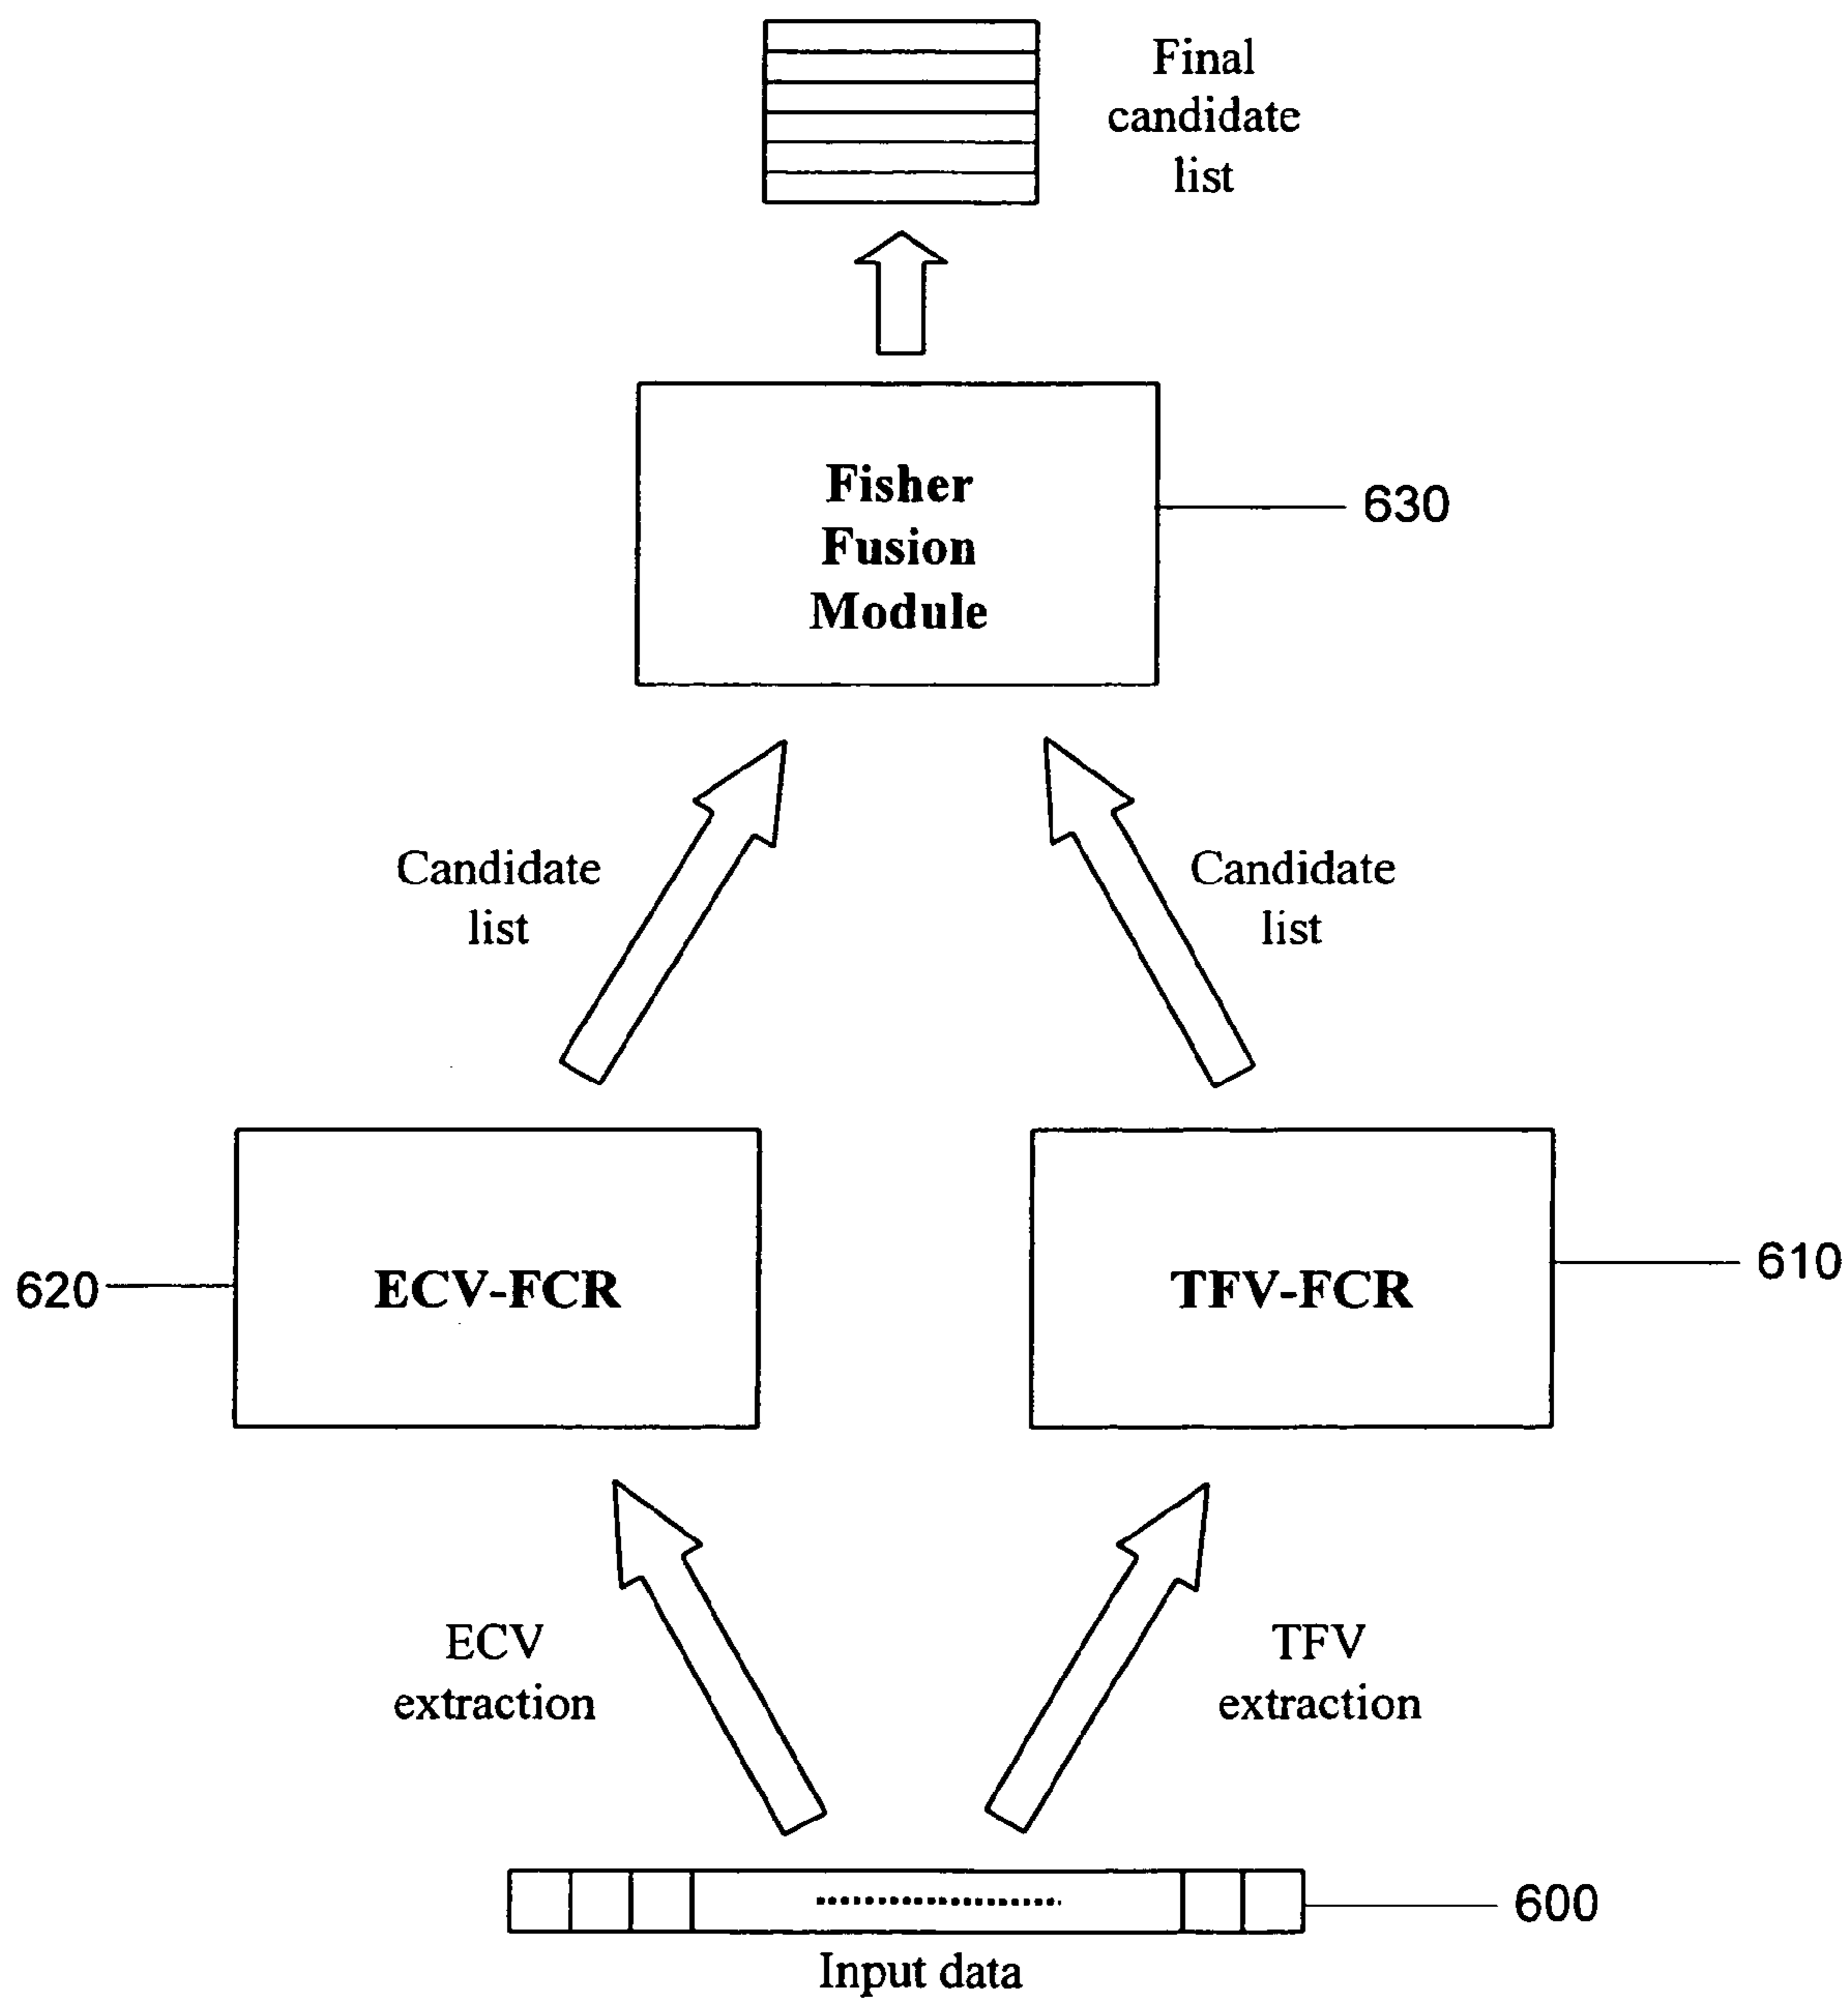 Final
candidate
list
Fisher
Fusion
Module
630
Candidate
list
Candidate
list
620
ECV-FCR
TFV-FCR
610
ECV
extraction
TFV
extraction
600
Input data